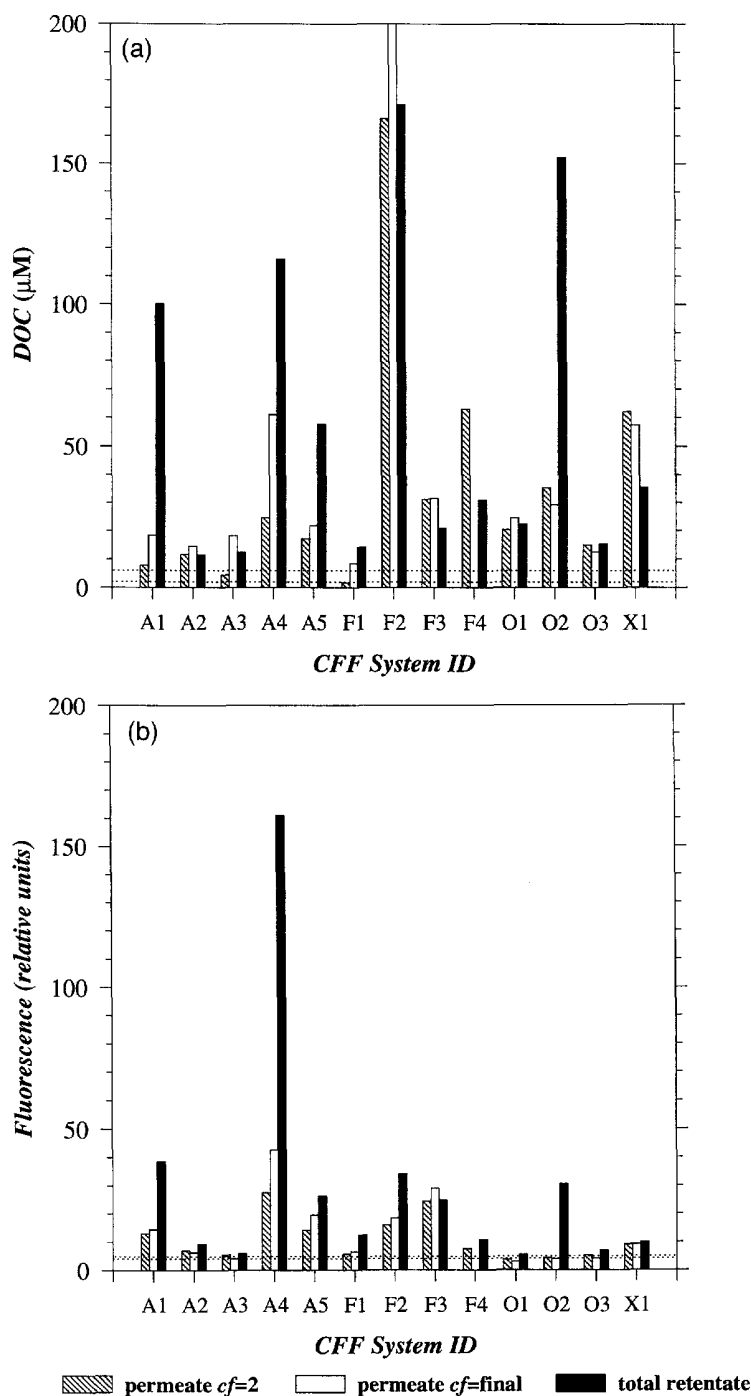 (a)
200
150
100
50
0
DOC (µM)
A1 A2 A3 A4 A5 F1 F2 F3 F4 O1 O2 O3 X1
CFF System ID
(b)
200
150
100
50
0
Fluorescence (relative units)
A1 A2 A3 A4 A5 F1 F2 F3 F4 O1 O2 O3 X1
CFF System ID
permeate cf=2 permeate cf=final total retentate